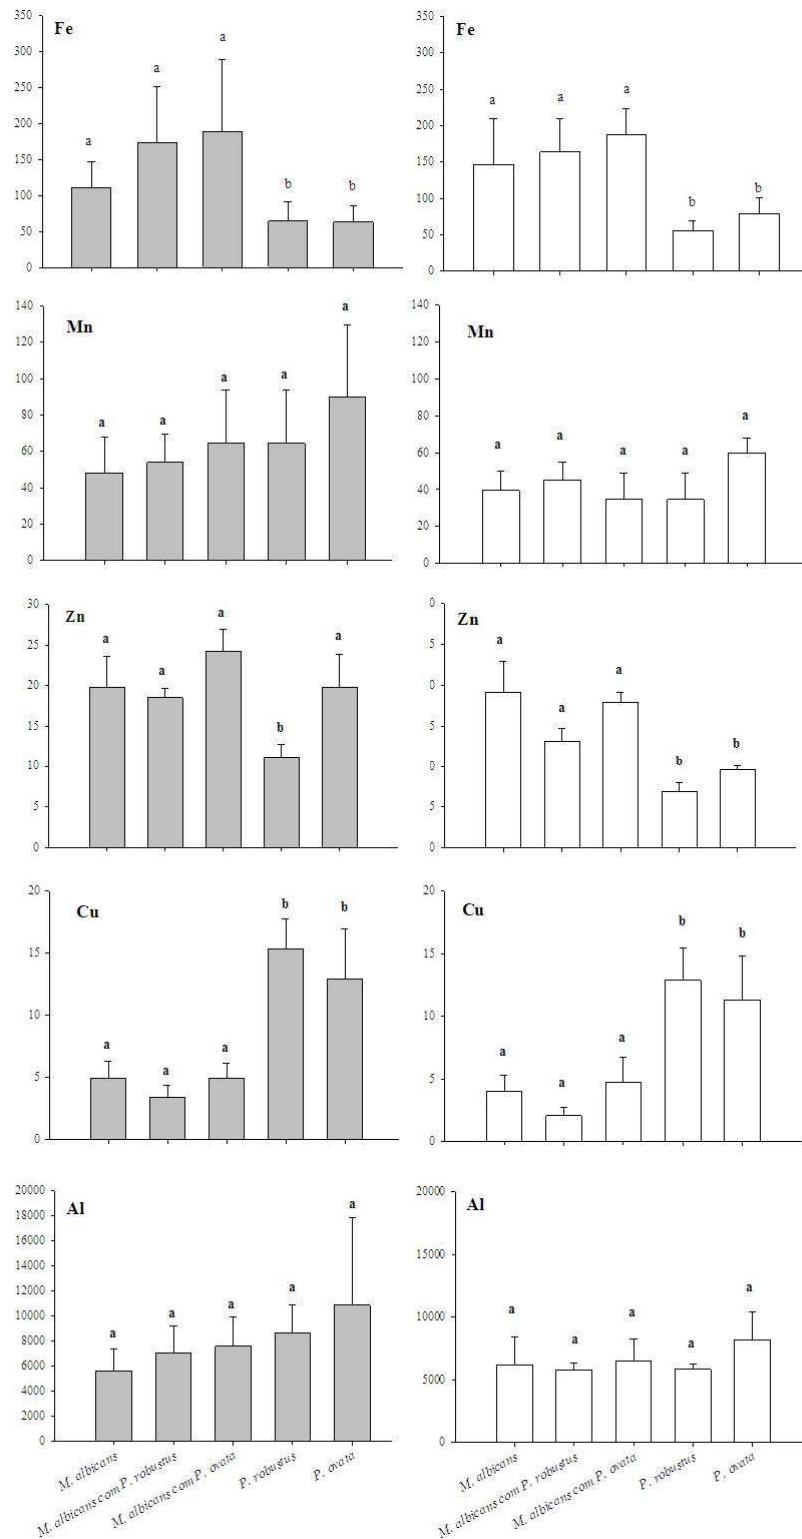 Fe
350
300
250
200
150
100
50
0
a
a
a
b
b
Fe
350
300
250
200
150
100
50
0
a
a
a
b
b
Mn
140
120
100
80
60
40
20
0
a
a
a
a
a
Mn
140
120
100
80
60
40
20
0
a
a
a
a
a
Zn
30
25
20
15
10
5
0
a
a
a
b
a
Zn
0
5
0
5
0
5
0
a
a
a
b
b
Cu
20
15
10
5
0
a
a
a
b
b
Cu
20
15
10
5
0
a
a
a
b
b
Al
20000
18000
16000
14000
12000
10000
8000
6000
4000
2000
0
a
a
a
a
a
M. albicans
M. albicans com P. robustus
M. albicans com P. ovata
P. robustus
P. ovata
Al
20000
15000
10000
5000
0
a
a
a
a
a
M. albicans
M. albicans com P. robustus
M. albicans com P. ovata
P. robustus
P. ovata